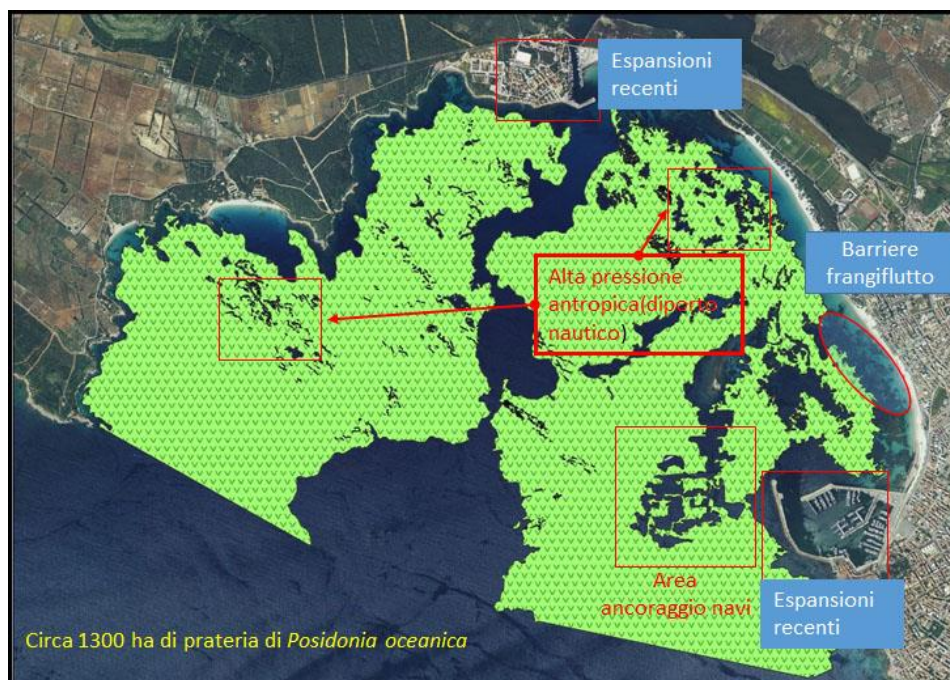 Espansioni
recenti
Barriere
frangiflutto
Alta pressione
antropica(diporto
nautico)
Area
ancoraggio navi
Espansioni
recenti
Circa 1300 ha di prateria di Posidonia oceanica